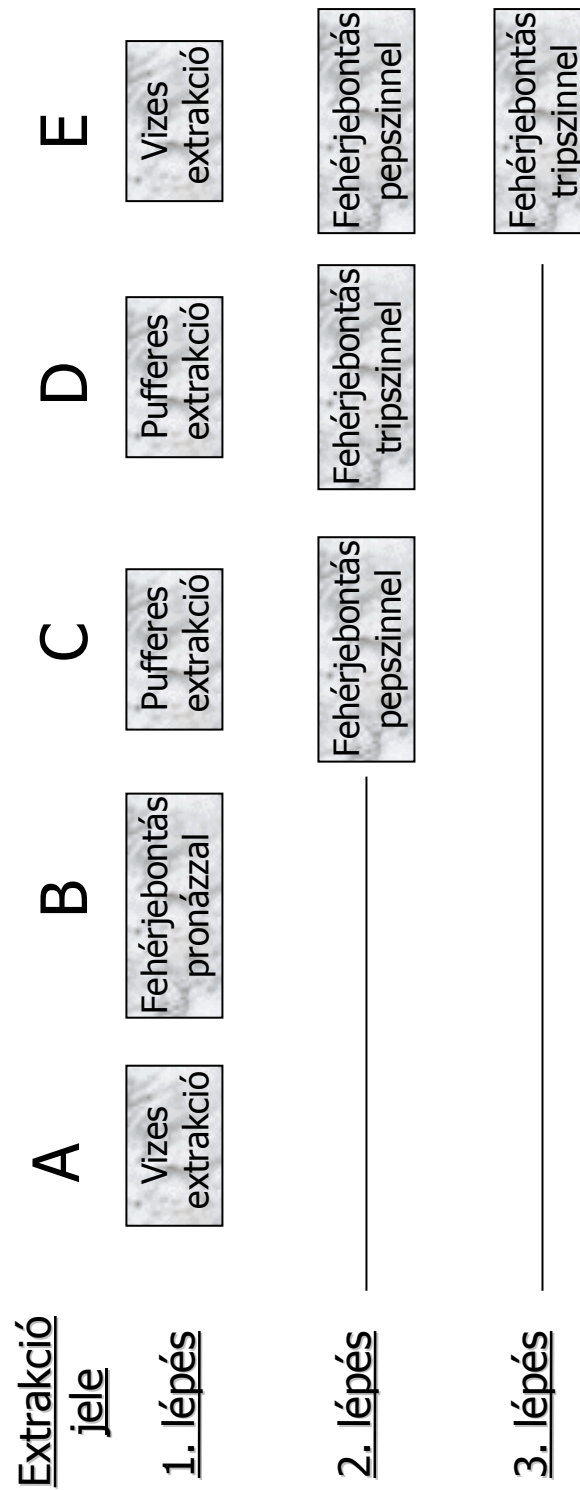 Extrakció
jele
A
B
C
D
E
1. lépés
Vizes
extrakció
Fehérjebontás
pronázzal
Pufferes
extrakció
Pufferes
extrakció
Vizes
extrakció
2. lépés
Fehérjebontás
pepszinnel
Fehérjebontás
tripszinnel
Fehérjebontás
pepszinnel
3. lépés
Fehérjebontás
tripszinnel